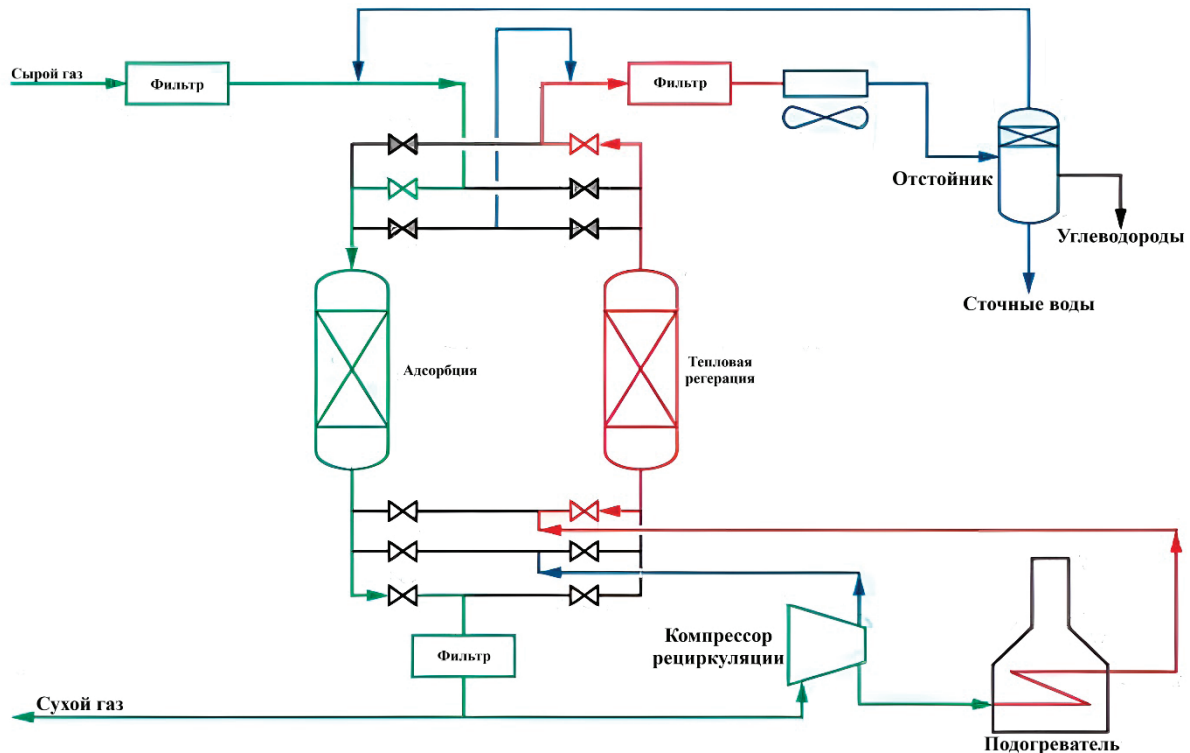 Сырой газ
Фильтр
Фильтр
Отстойник
Углеводороды
Сточные воды
Адсорбция
Тепловая
регерация
Фильтр
Компрессор
рециркуляции
Сухой газ
Подогреватель